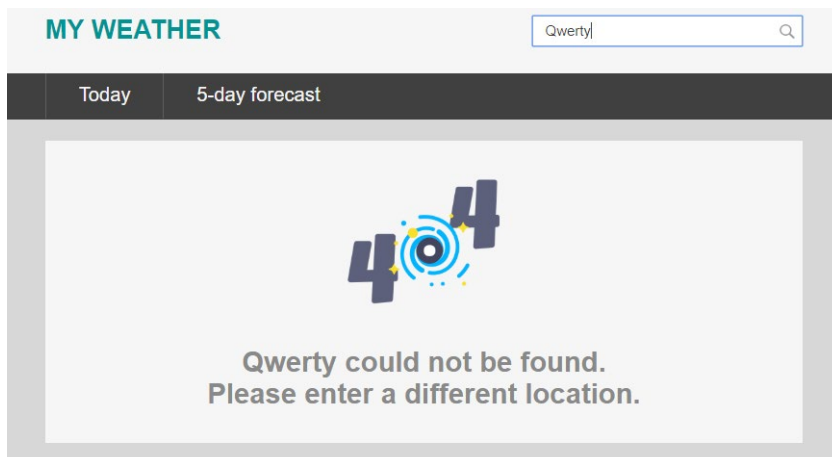 MY WEATHER
Qwerty
Today
5-day forecast
404
Qwerty could not be found.
Please enter a different location.